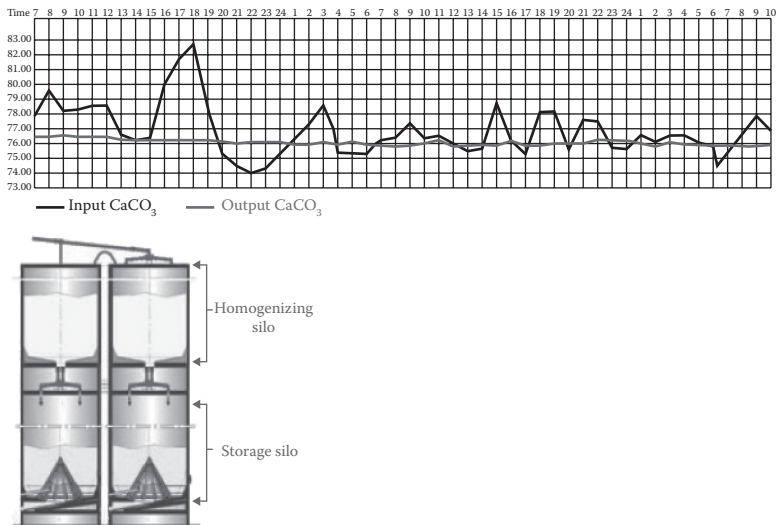 Time 7 8 9 10 11 12 13 14 15 16 17 18 19 20 21 22 23 24 1 2 3 4 5 6 7 8 9 10 11 12 13 14 15 16 17 18 19 20 21 22 23 24 1 2 3 4 5 6 7 8 9 10
83.00
82.00
81.00
80.00
79.00
78.00
77.00
76.00
75.00
74.00
73.00
Input CaCO₃ Output CaCO₃
Homogenizing
silo
Storage silo